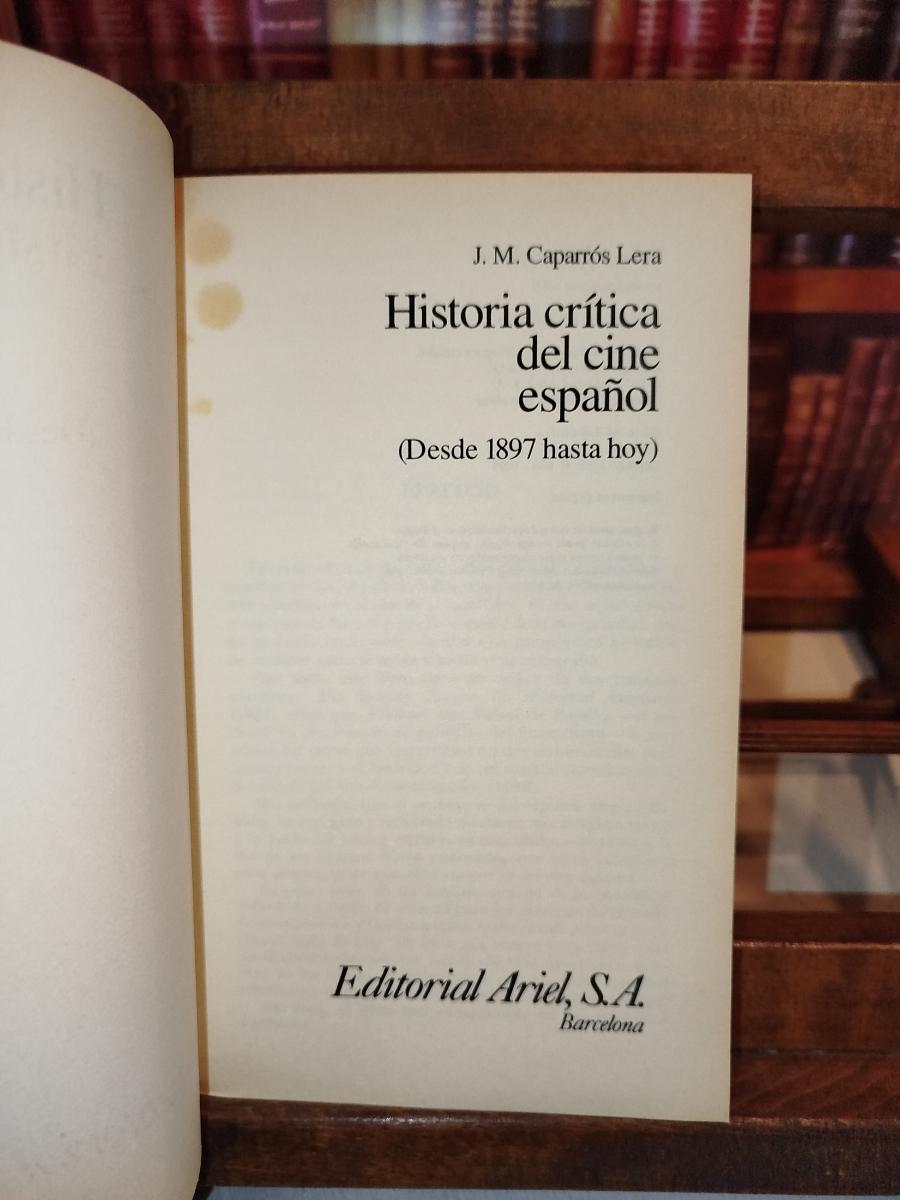 J. M. Caparrós Lera
Historia crítica
del cine
español
(Desde 1897 hasta hoy)
Editorial Ariel, S.A.
Barcelona